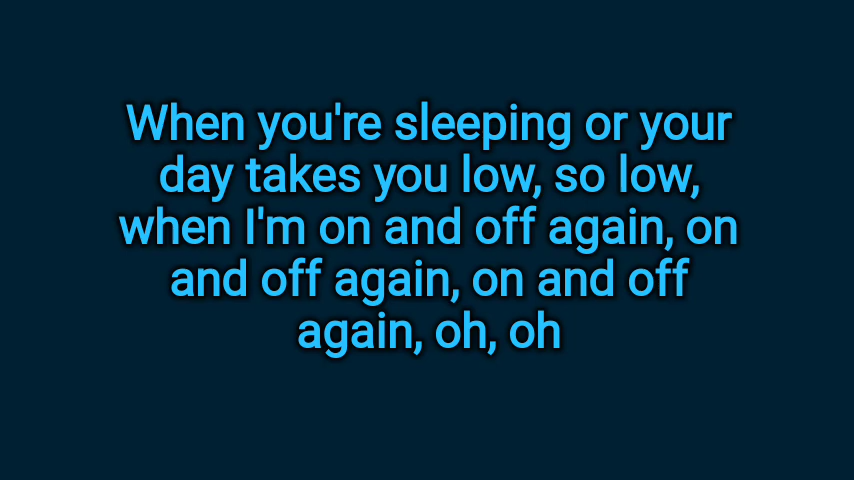 When you're sleeping or your
day takes you low, so low,
when I'm on and off again, on
and off again, on and off
again, oh, oh